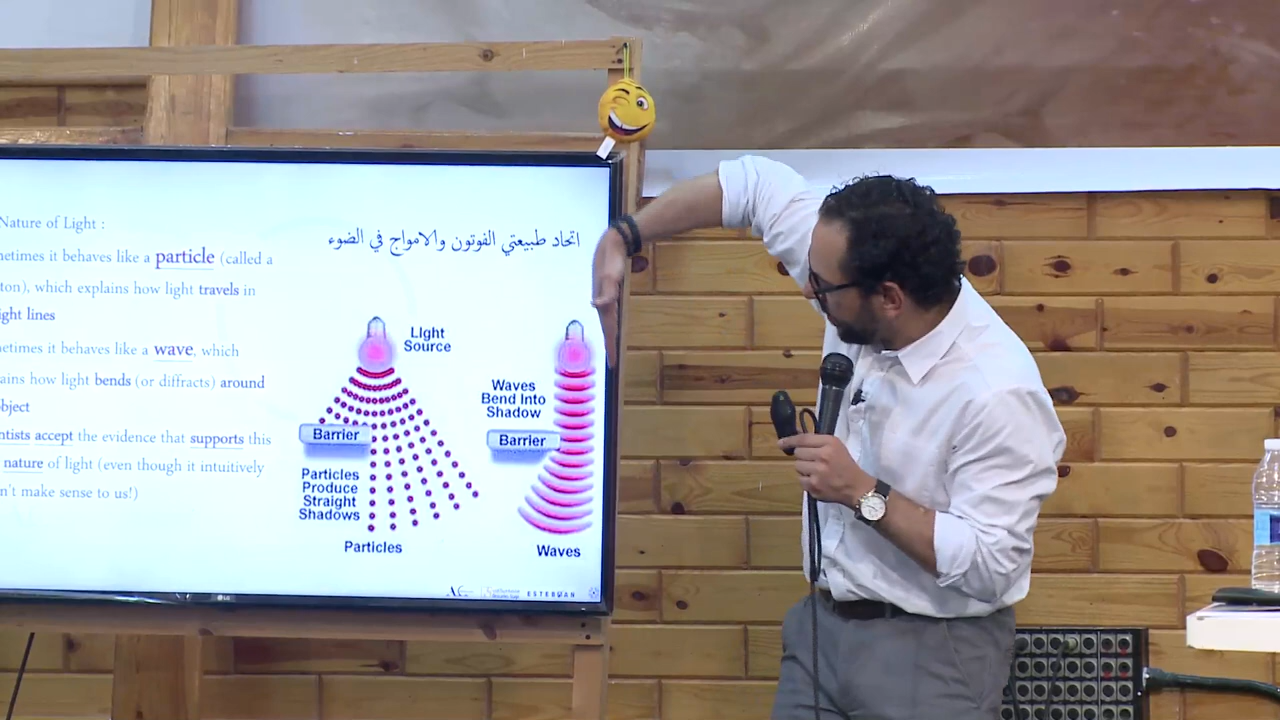 Nature of Light :
اتحاد طبيعتي الفوتون والامواج في الضوء
netimes it behaves like a particle (called a
ton), which explains how light travels in
ight lines
netimes it behaves like a wave, which
ains how light bends (or diffracts) around
object
ntists accept the evidence that supports this
nature of light (even though it intuitively
n't make sense to us!)
Light
Source
Barrier
Particles
Produce
Straight
Shadows
Particles
Waves
Bend Into
Shadow
Barrier
Waves
ESTEBUAN
LG